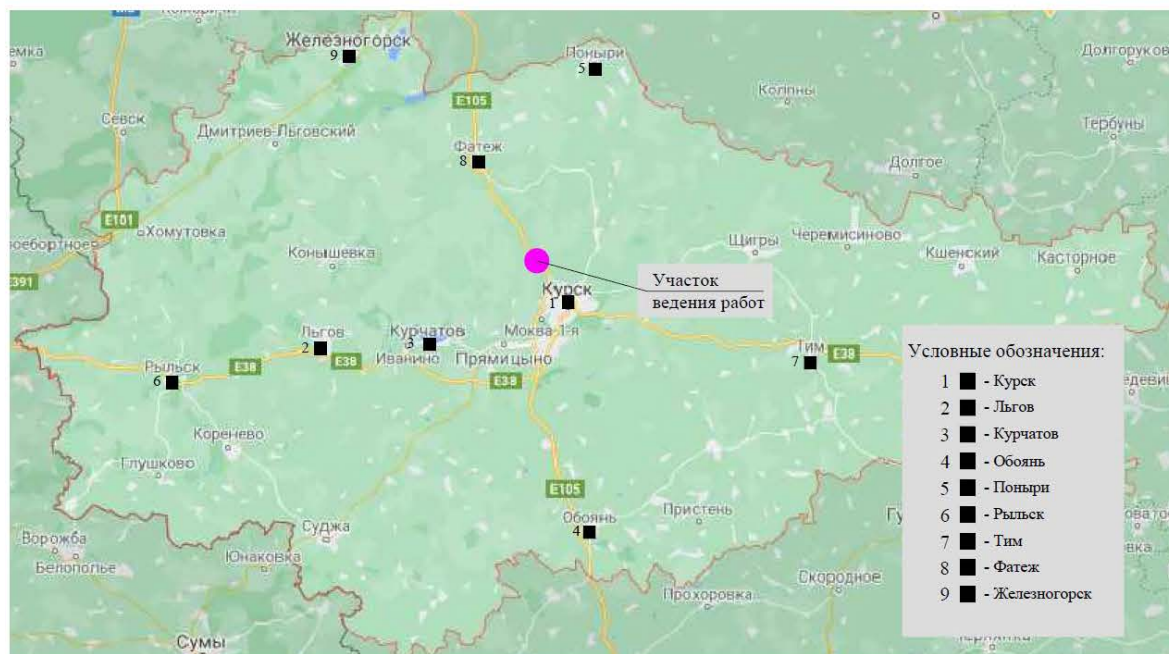 Железногорск
9
Поныри
5
Долгоруков
Колпны
E105
Севск
Дмитриев-Льговский
Тербуны
Фатеж
8
Долгое
E101
Хомутовка
Черемисиново
Щигры
Конышёвка
Кшенский
Касторное
E391
Участок
ведения работ
Курск
1
Льгов
2
Курчатов
3
Моква-1-я
Иванино
Прямицыно
E38
E38
E38
Рыльск
6
Тим
7
E38
Условные обозначения:
1 - Курск
2 - Льгов
3 - Курчатов
4 - Обоянь
5 - Поныри
6 - Рыльск
7 - Тим
8 - Фатеж
9 - Железногорск
Коренево
Глушково
E105
Обоянь
4
Пристень
Суджа
Ворожба
Белополье
Юнаковка
Скородное
Прохоровка
Сумы